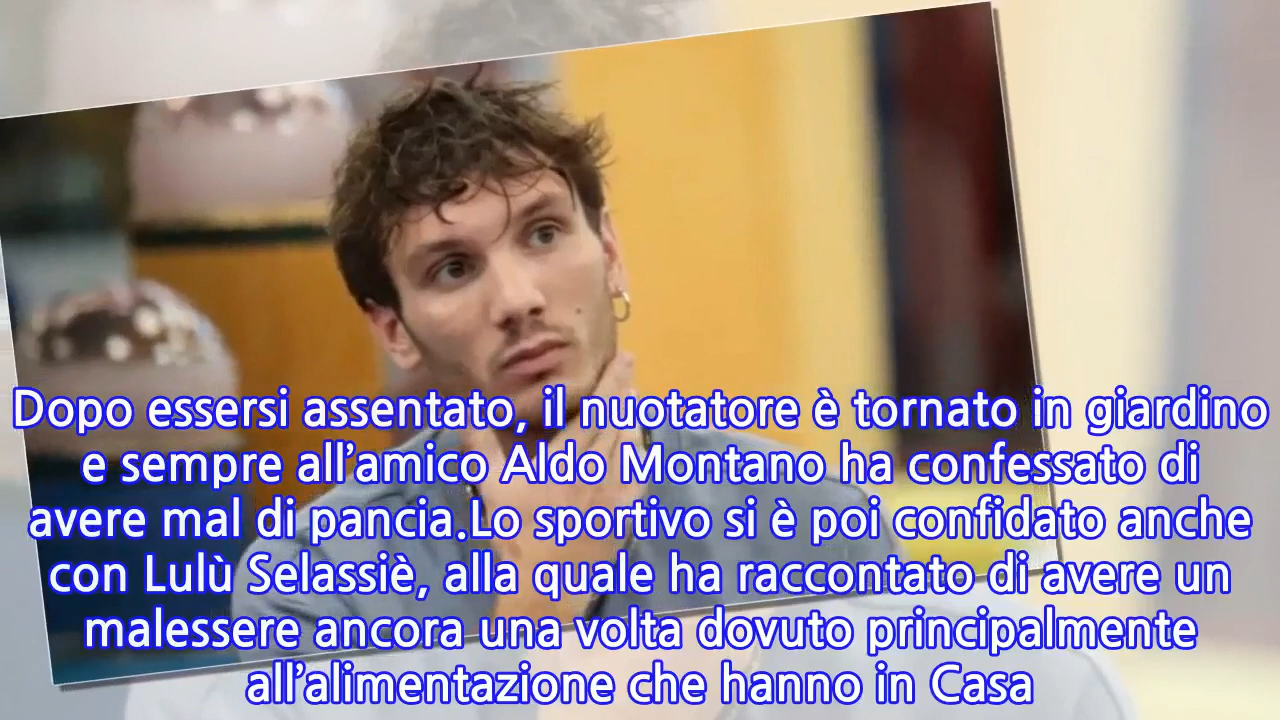 Dopo essersi assentato, il nuotatore è tornato in giardino
e sempre all’amico Aldo Montano ha confessato di
avere mal di pancia.Lo sportivo si è poi confidato anche
con Lulù Selassiè, alla quale ha raccontato di avere un
malessere ancora una volta dovuto principalmente
all’alimentazione che hanno in Casa